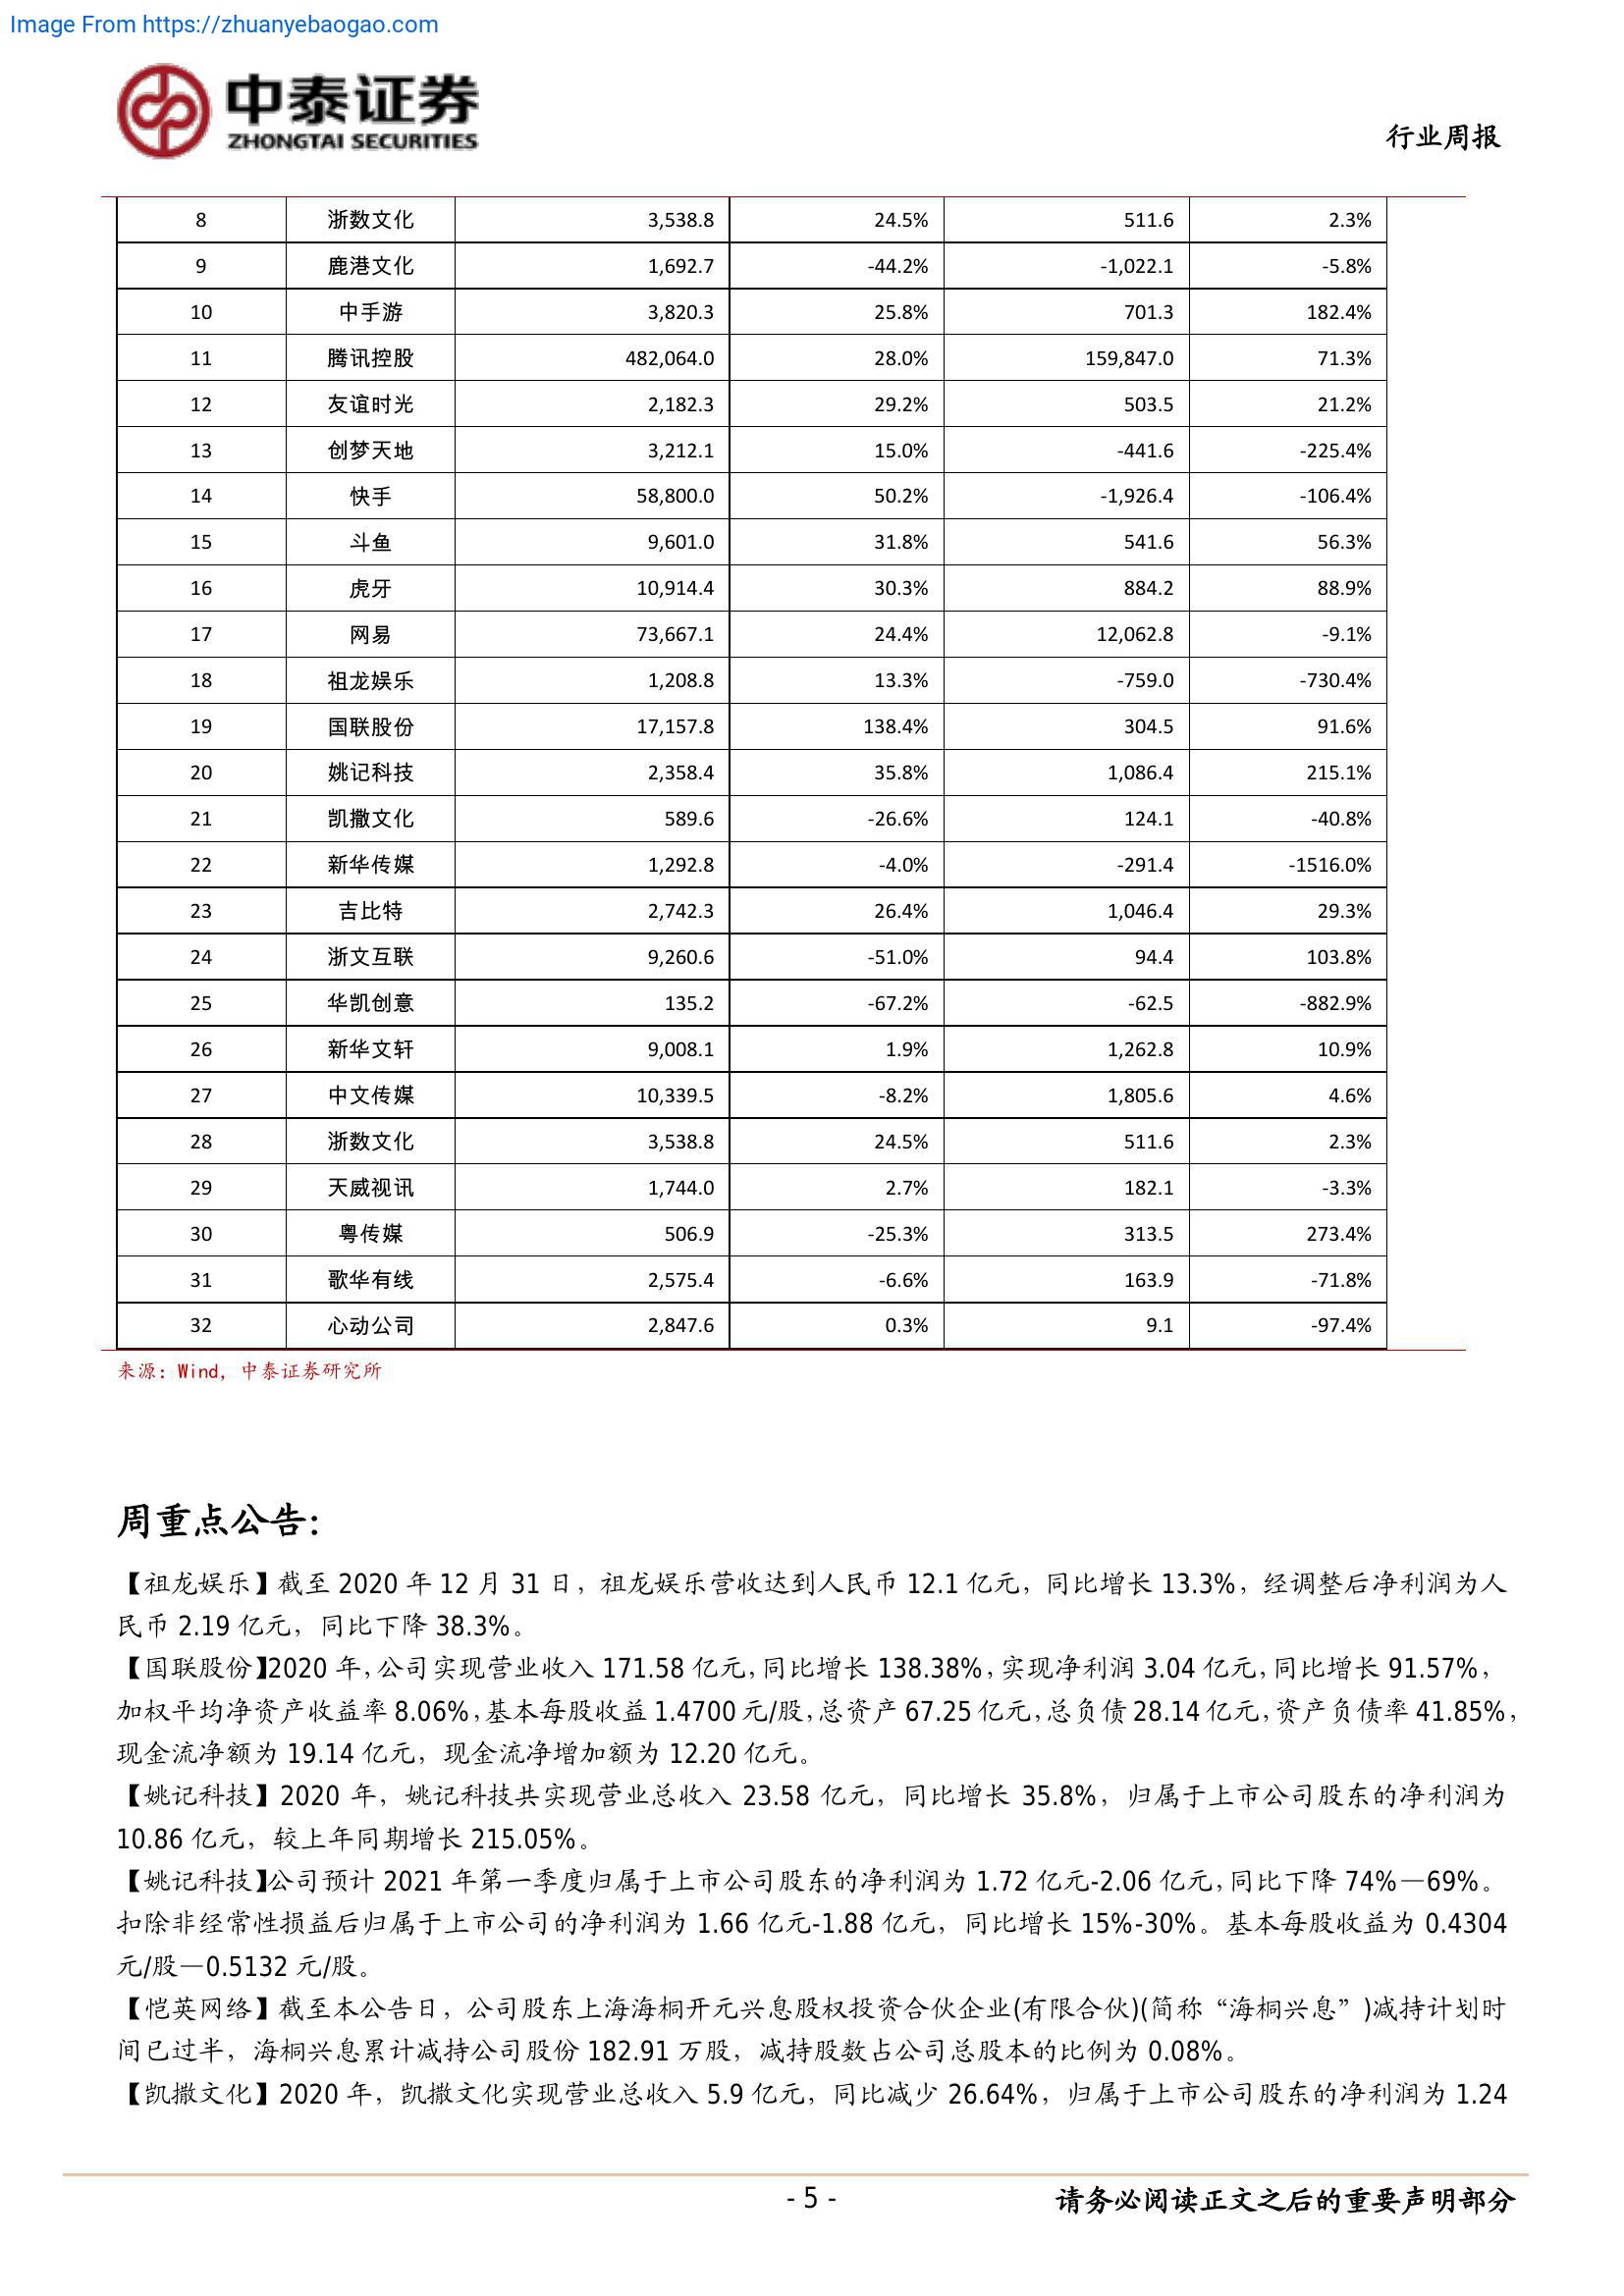 Image From https://zhuanyebaogao.com
中泰证券
ZHONGTAI SECURITIES
行业周报
8 浙数文化 3,538.8 24.5% 511.6 2.3%
9 鹿港文化 1,692.7 -44.2% -1,022.1 -5.8%
10 中手游 3,820.3 25.8% 701.3 182.4%
11 腾讯控股 482,064.0 28.0% 159,847.0 71.3%
12 友谊时光 2,182.3 29.2% 503.5 21.2%
13 创梦天地 3,212.1 15.0% -441.6 -225.4%
14 快手 58,800.0 50.2% -1,926.4 -106.4%
15 斗鱼 9,601.0 31.8% 541.6 56.3%
16 虎牙 10,914.4 30.3% 884.2 88.9%
17 网易 73,667.1 24.4% 12,062.8 -9.1%
18 祖龙娱乐 1,208.8 13.3% -759.0 -730.4%
19 国联股份 17,157.8 138.4% 304.5 91.6%
20 姚记科技 2,358.4 35.8% 1,086.4 215.1%
21 凯撒文化 589.6 -26.6% 124.1 -40.8%
22 新华传媒 1,292.8 -4.0% -291.4 -1516.0%
23 吉比特 2,742.3 26.4% 1,046.4 29.3%
24 浙文互联 9,260.6 -51.0% 94.4 103.8%
25 华凯创意 135.2 -67.2% -62.5 -882.9%
26 新华文轩 9,008.1 1.9% 1,262.8 10.9%
27 中文传媒 10,339.5 -8.2% 1,805.6 4.6%
28 浙数文化 3,538.8 24.5% 511.6 2.3%
29 天威视讯 1,744.0 2.7% 182.1 -3.3%
30 粤传媒 506.9 -25.3% 313.5 273.4%
31 歌华有线 2,575.4 -6.6% 163.9 -71.8%
32 心动公司 2,847.6 0.3% 9.1 -97.4%
来源：Wind，中泰证券研究所
周重点公告：
【祖龙娱乐】截至 2020 年 12 月 31 日，祖龙娱乐营收达到人民币 12.1 亿元，同比增长 13.3%，经调整后净利润为人
民币 2.19 亿元，同比下降 38.3%。
【国联股份】2020 年，公司实现营业收入 171.58 亿元，同比增长 138.38%，实现净利润 3.04 亿元，同比增长 91.57%，
加权平均净资产收益率 8.06%，基本每股收益 1.4700 元/股，总资产 67.25 亿元，总负债 28.14 亿元，资产负债率 41.85%，
现金流净额为 19.14 亿元，现金流净增加额为 12.20 亿元。
【姚记科技】2020 年，姚记科技共实现营业总收入 23.58 亿元，同比增长 35.8%，归属于上市公司股东的净利润为
10.86 亿元，较上年同期增长 215.05%。
【姚记科技】公司预计 2021 年第一季度归属于上市公司股东的净利润为 1.72 亿元-2.06 亿元，同比下降 74%—69%。
扣除非经常性损益后归属于上市公司的净利润为 1.66 亿元-1.88 亿元，同比增长 15%-30%。基本每股收益为 0.4304
元/股—0.5132 元/股。
【恺英网络】截至本公告日，公司股东上海海桐开元兴息股权投资合伙企业(有限合伙)(简称“海桐兴息”)减持计划时
间已过半，海桐兴息累计减持公司股份 182.91 万股，减持股数占公司总股本的比例为 0.08%。
【凯撒文化】2020 年，凯撒文化实现营业总收入 5.9 亿元，同比减少 26.64%，归属于上市公司股东的净利润为 1.24
- 5 -
请务必阅读正文之后的重要声明部分